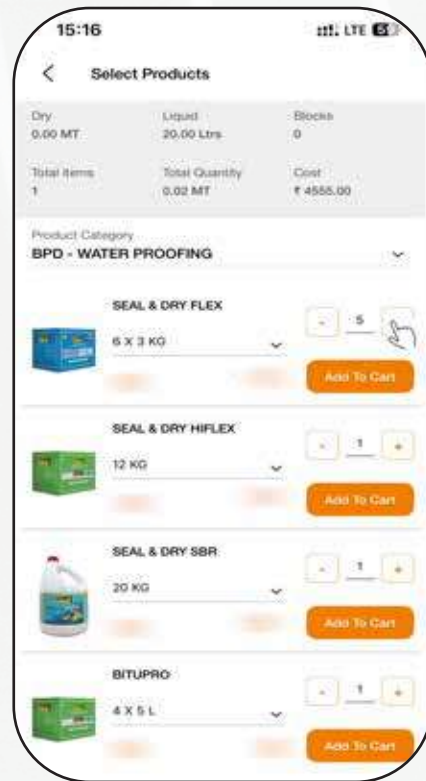 15:16 LTE
Select Products
Dry Liquid Blocks
0.00 MT 20.00 Ltrs 0
Total Items Total Quantity Cost
1 0.02 MT ₹ 4555.00
Product Category
BPD - WATER PROOFING
SEAL & DRY FLEX
6 X 3 KG
- 5
Add To Cart
SEAL & DRY HIFLEX
12 KG
- 1 +
Add To Cart
SEAL & DRY SBR
20 KG
- 1 +
Add To Cart
BITUPRO
4 X 5 L
- 1 +
Add To Cart